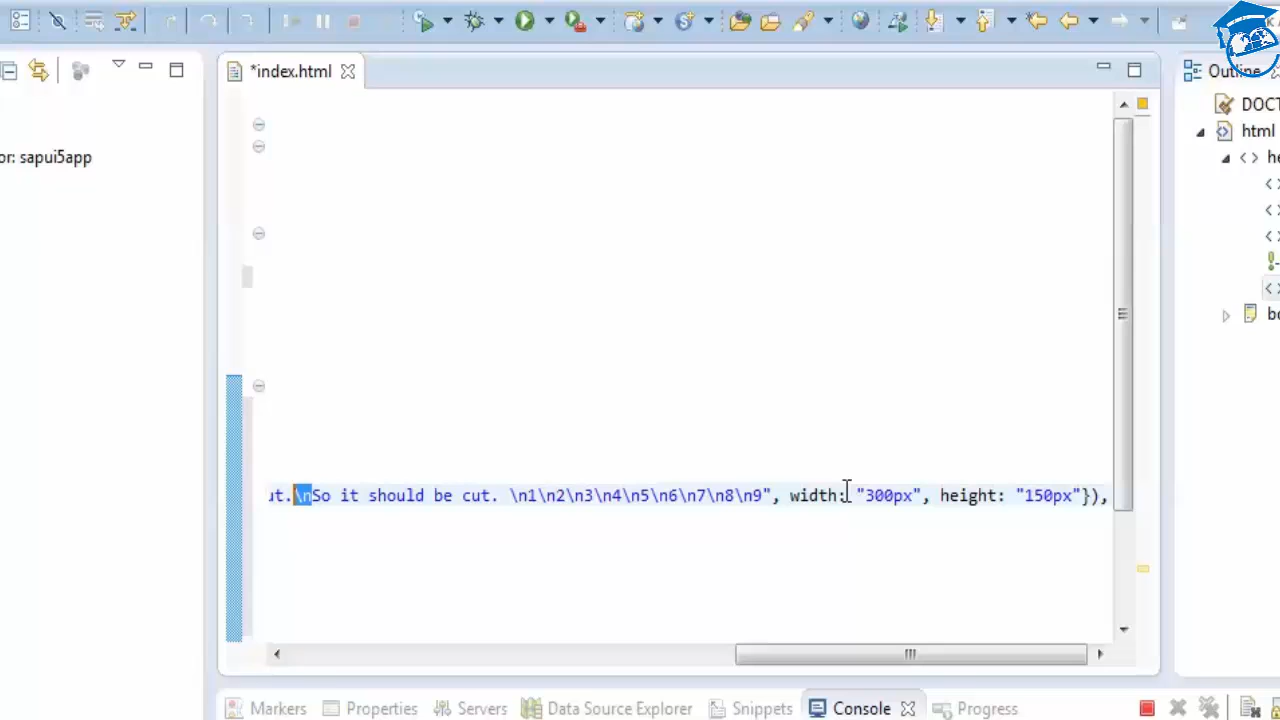 *index.html
Outline
DOCT
html
he
or: sapui5app
bo
ut.\nSo it should be cut. \n1\n2\n3\n4\n5\n6\n7\n8\n9", width: "300px", height: "150px"}),
Markers Properties Servers Data Source Explorer Snippets Console Progress